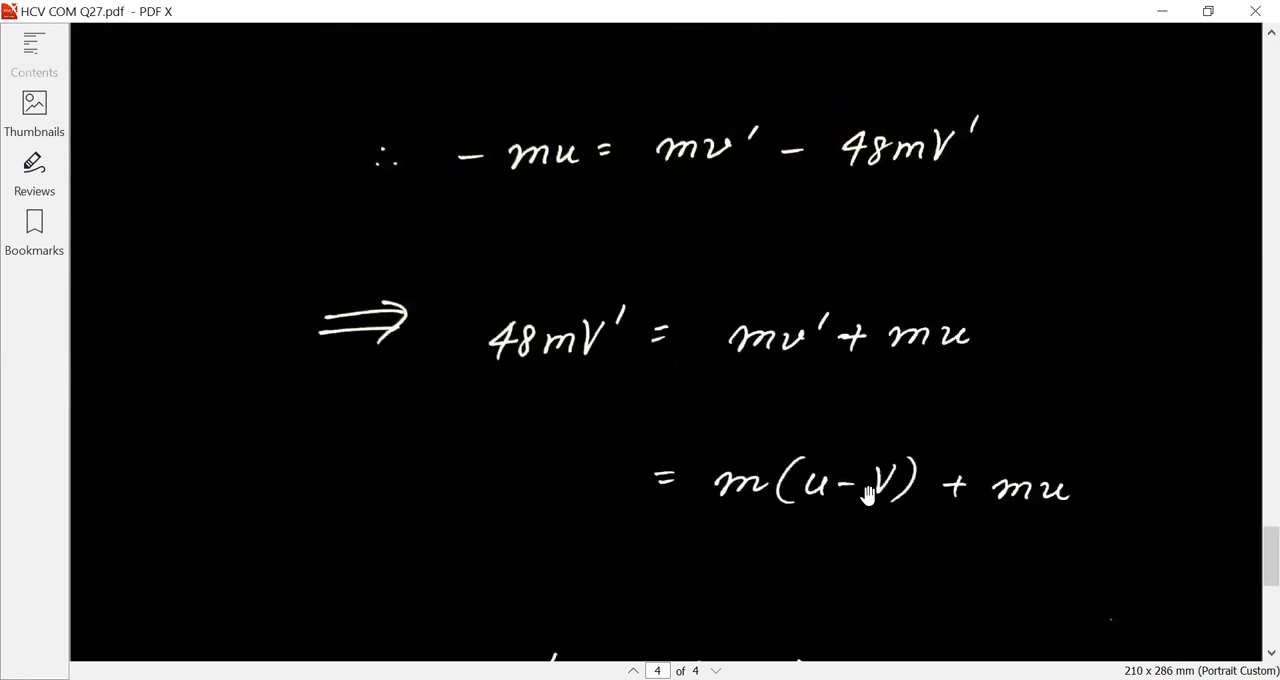 HCV COM Q27.pdf - PDF X
Contents
Thumbnails
Reviews
Bookmarks
∴ - mu = mv' - 48mV'
⇒ 48mV' = mv' + mu
= m(u - V) + mu
4 of 4
210 x 286 mm (Portrait Custom)